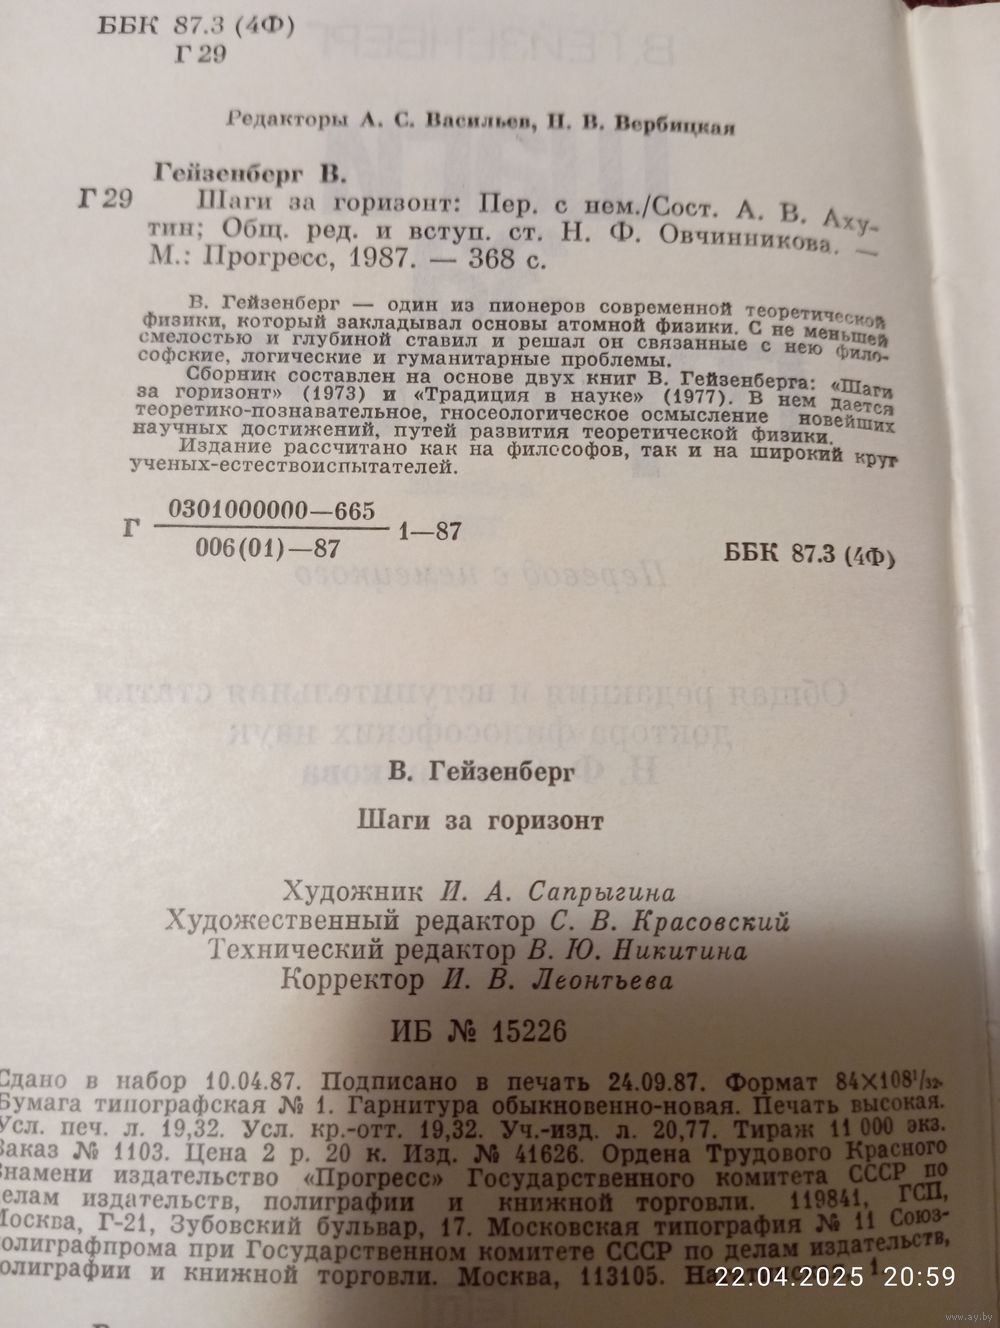 ББК 87.3 (4Ф)
Г 29
Редакторы А. С. Васильев, Н. В. Вербицкая
Гейзенберг В.
Г 29 Шаги за горизонт: Пер. с нем./Сост. А. В. Аху-
тин; Общ. ред. и вступ. ст. Н. Ф. Овчинникова. —
М.: Прогресс, 1987. — 368 с.
В. Гейзенберг — один из пионеров современной теоретической
физики, который закладывал основы атомной физики. С не меньшей
смелостью и глубиной ставил и решал он связанные с нею фило-
софские, логические и гуманитарные проблемы.
Сборник составлен на основе двух книг В. Гейзенберга: «Шаги
за горизонт» (1973) и «Традиция в науке» (1977). В нем дается
теоретико-познавательное, гносеологическое осмысление новейших
научных достижений, путей развития теоретической физики.
Издание рассчитано как на философов, так и на широкий круг
ученых-естествоиспытателей.
Г 0301000000—665 1—87
006(01)—87
ББК 87.3 (4Ф)
В. Гейзенберг
Шаги за горизонт
Художник И. А. Сапрыгина
Художественный редактор С. В. Красовский
Технический редактор В. Ю. Никитина
Корректор И. В. Леонтьева
ИБ № 15226
Сдано в набор 10.04.87. Подписано в печать 24.09.87. Формат 84×108¹/₃₂.
Бумага типографская № 1. Гарнитура обыкновенно-новая. Печать высокая.
Усл. печ. л. 19,32. Усл. кр.-отт. 19,32. Уч.-изд. л. 20,77. Тираж 11 000 экз.
Заказ № 1103. Цена 2 р. 20 к. Изд. № 41626. Ордена Трудового Красного
Знамени издательство «Прогресс» Государственного комитета СССР по
делам издательств, полиграфии и книжной торговли. 119841, ГСП,
Москва, Г-21, Зубовский бульвар, 17. Московская типография № 11 Союз-
полиграфпрома при Государственном комитете СССР по делам издательств,
полиграфии и книжной торговли. Москва, 113105.
22.04.2025 20:59
www.ay.by